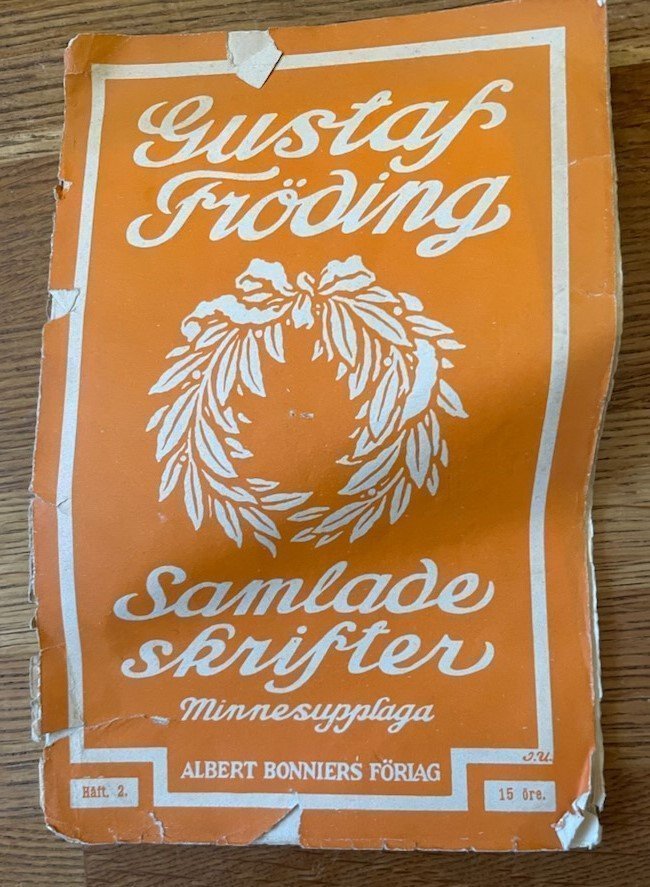 Gustaf
Fröding
Samlade
skrifter
Minnesupplaga
J.U.
ALBERT BONNIERS FÖRLAG
Häft. 2.
15 öre.